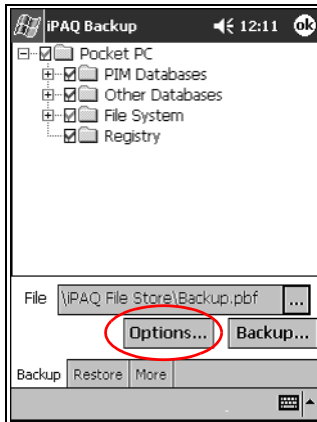 iPAQ Backup 12:11 ok
Pocket PC
PIM Databases
Other Databases
File System
Registry
File \iPAQ File Store\Backup.pbf ...
Options... Backup...
Backup Restore More